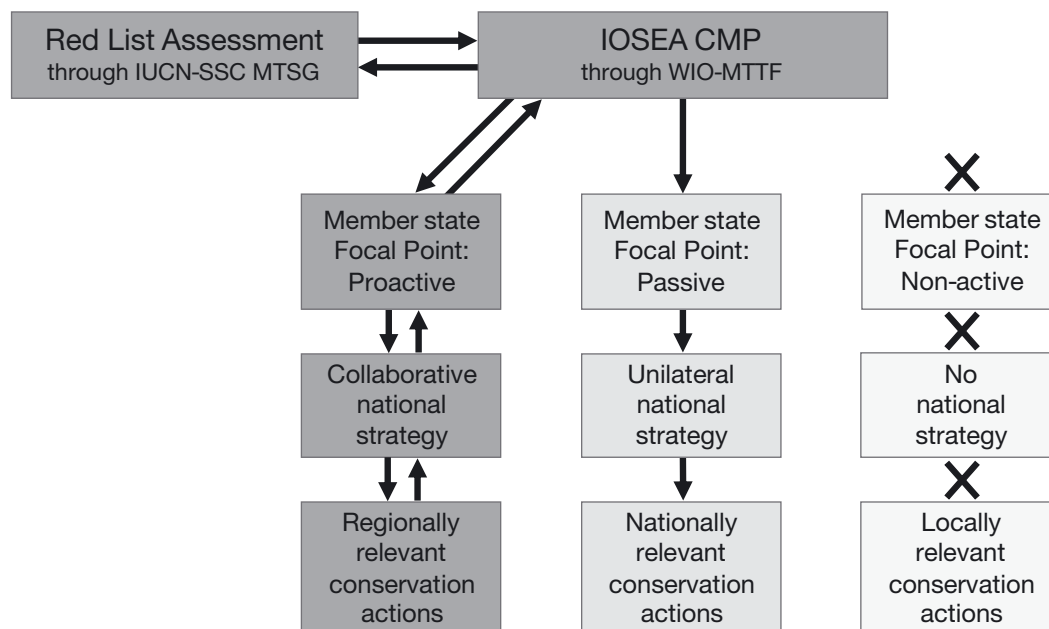 Red List Assessment
through IUCN-SSC MTSG
IOSEA CMP
through WIO-MTTF
Member state
Focal Point:
Proactive
Member state
Focal Point:
Passive
Member state
Focal Point:
Non-active
Collaborative
national
strategy
Unilateral
national
strategy
No
national
strategy
Regionally
relevant
conservation
actions
Nationally
relevant
conservation
actions
Locally
relevant
conservation
actions